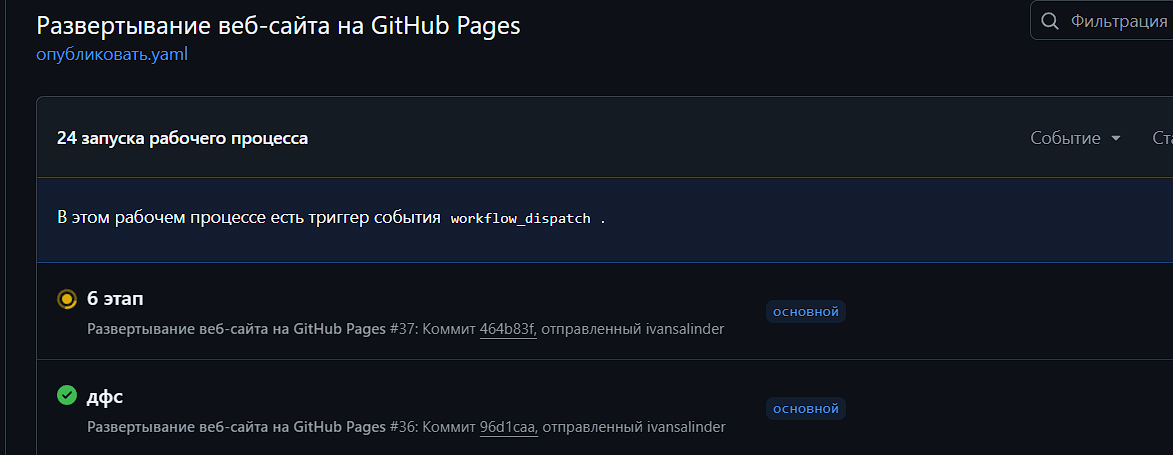 Развертывание веб-сайта на GitHub Pages
Фильтрация
опубликовать.yaml
24 запуска рабочего процесса
Событие
В этом рабочем процессе есть триггер события workflow_dispatch .
6 этап
основной
Развертывание веб-сайта на GitHub Pages #37: Коммит 464b83f, отправленный ivansalinder
дфс
основной
Развертывание веб-сайта на GitHub Pages #36: Коммит 96d1caa, отправленный ivansalinder